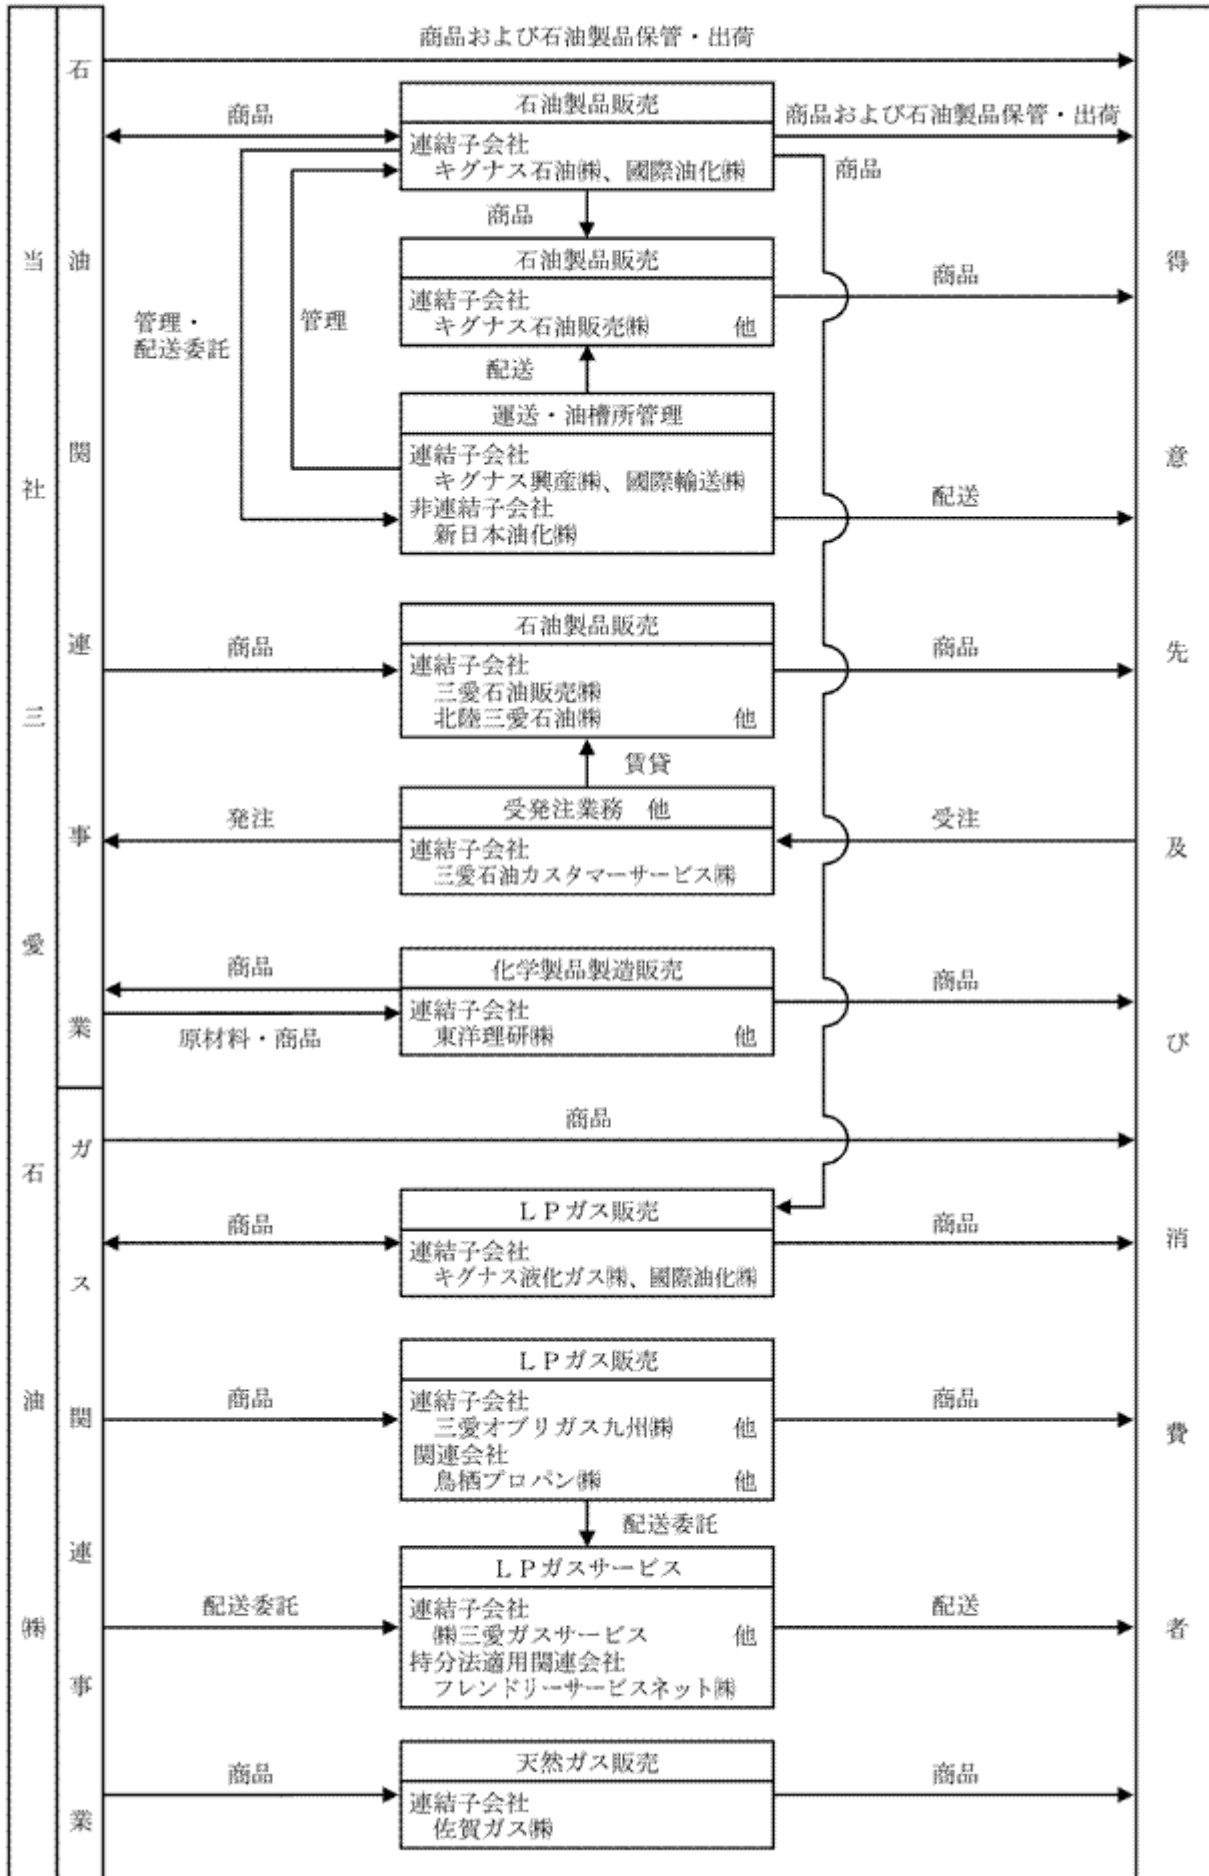 当社三愛石油㈱
石油関連事業
ガス関連事業
得意先及び消費者
商品および石油製品保管・出荷
商品
石油製品販売
連結子会社
キグナス石油㈱、國際油化㈱
商品および石油製品保管・出荷
商品
商品
管理・
配送委託
管理
石油製品販売
連結子会社
キグナス石油販売㈱ 他
商品
配送
運送・油槽所管理
連結子会社
キグナス興産㈱、國際輸送㈱
非連結子会社
新日本油化㈱
配送
商品
石油製品販売
連結子会社
三愛石油販売㈱
北陸三愛石油㈱ 他
商品
賃貸
発注
受発注業務 他
連結子会社
三愛石油カスタマーサービス㈱
受注
商品
原材料・商品
化学製品製造販売
連結子会社
東洋理研㈱ 他
商品
商品
商品
LPガス販売
連結子会社
キグナス液化ガス㈱、國際油化㈱
商品
商品
LPガス販売
連結子会社
三愛オブリガス九州㈱ 他
関連会社
鳥栖プロパン㈱ 他
商品
配送委託
配送委託
LPガスサービス
連結子会社
㈱三愛ガスサービス 他
持分法適用関連会社
フレンドリーサービスネット㈱
配送
商品
天然ガス販売
連結子会社
佐賀ガス㈱
商品